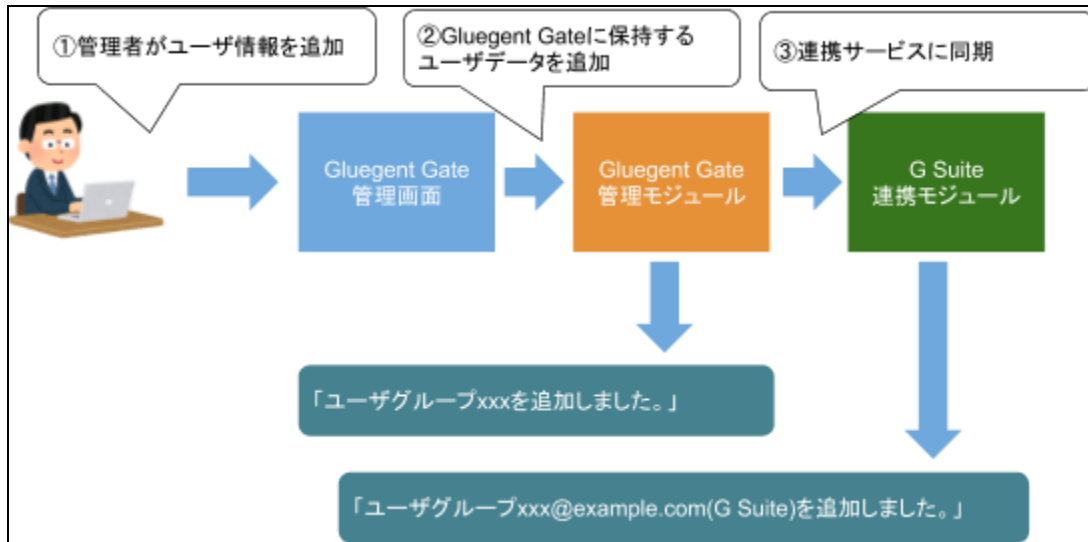 ①管理者がユーザ情報を追加
②Gluegent Gateに保持する
ユーザデータを追加
③連携サービスに同期
Gluegent Gate
管理画面
Gluegent Gate
管理モジュール
G Suite
連携モジュール
「ユーザグループxxxを追加しました。」
「ユーザグループxxx@example.com(G Suite)を追加しました。」